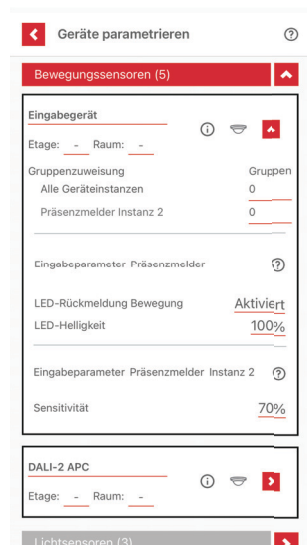 Geräte parametrieren
Bewegungssensoren (5)
Eingabegerät
Etage: - Raum: -
Gruppenzuweisung Gruppen
Alle Geräteinstanzen 0
Präsenzmelder Instanz 2 0
Eingabeparameter Präsenzmelder
LED-Rückmeldung Bewegung Aktiviert
LED-Helligkeit 100%
Eingabeparameter Präsenzmelder Instanz 2
Sensitivität 70%
DALI-2 APC
Etage: - Raum: -
Lichtsensoren (3)